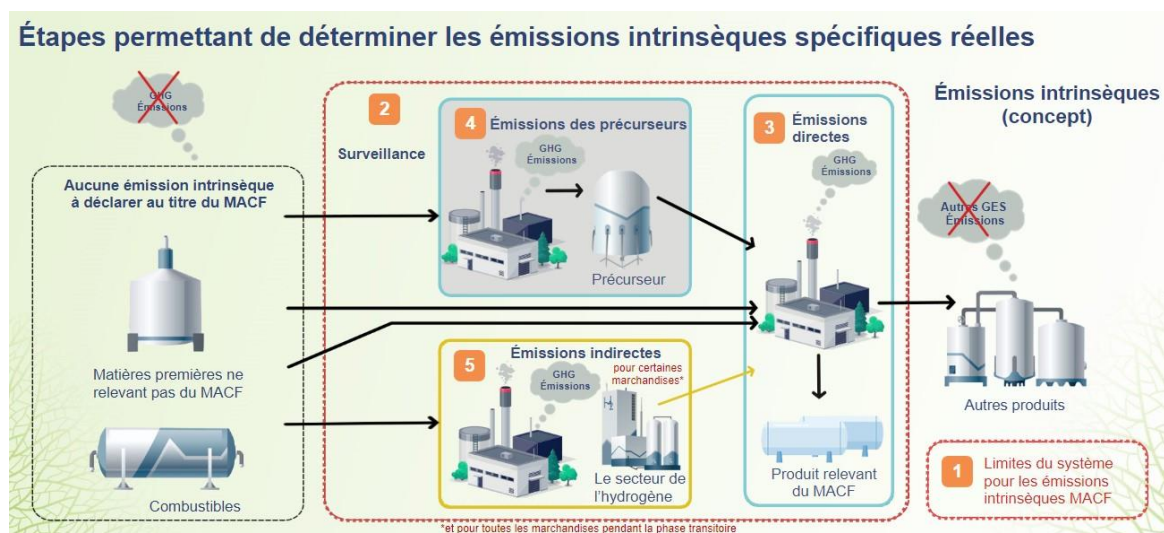 Étapes permettant de déterminer les émissions intrinsèques spécifiques réelles
GHG
Émissions
Aucune émission intrinsèque
à déclarer au titre du MACF
Matières premières ne
relevant pas du MACF
Combustibles
2
Surveillance
4
Émissions des précurseurs
GHG
Émissions
Précurseur
5
Émissions indirectes
pour certaines
marchandises*
GHG
Émissions
Le secteur de
l'hydrogène
3
Émissions
directes
GHG
Émissions
Produit relevant
du MACF
*et pour toutes les marchandises pendant la phase transitoire
Émissions intrinsèques
(concept)
Autres GES
Émissions
Autres produits
1
Limites du système
pour les émissions
intrinsèques MACF